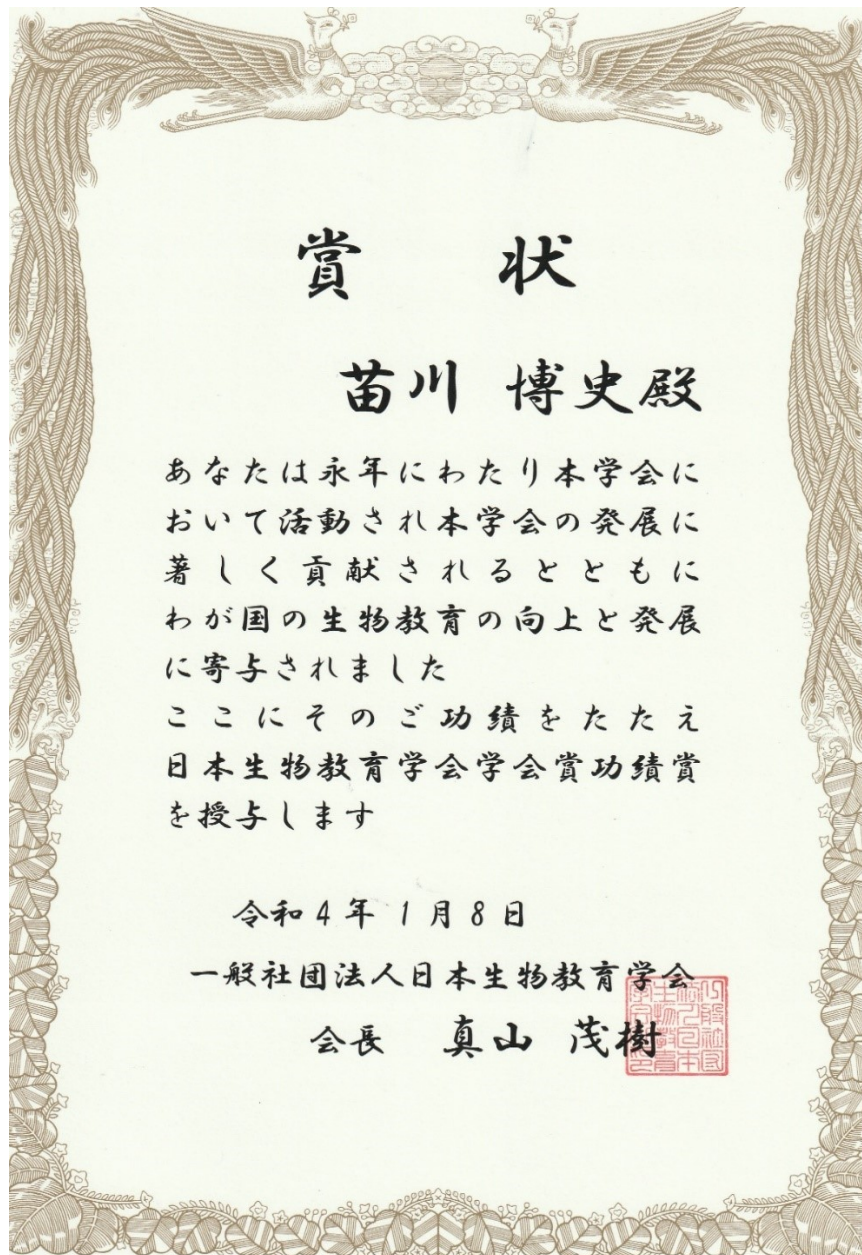 賞 状
苗川 博史殿
あなたは永年にわたり本学会に
おいて活動され本学会の発展に
著しく貢献されるとともに
わが国の生物教育の向上と発展
に寄与されました
ここにそのご功績をたたえ
日本生物教育学会学会賞功績賞
を授与します
令和4年1月8日
一般社団法人日本生物教育学会
会長 真山 茂樹